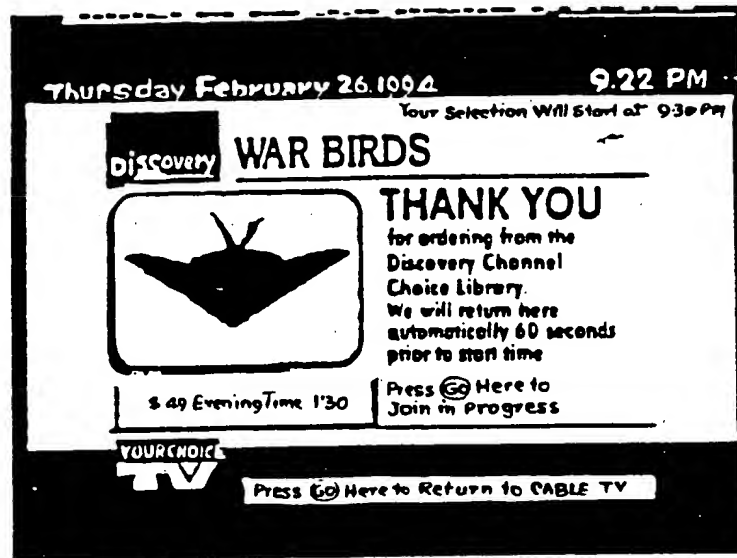 Thursday February 26.1994
9.22 PM
Your Selection Will Start at 9:30 PM
Discovery
WAR BIRDS
THANK YOU
for ordering from the
Discovery Channel
Choice Library.
We will return here
automatically 60 seconds
prior to start time
$ .49 Evening Time 1'30
Press GO Here to
Join in Progress
YOUR CHOICE
TV
Press GO Here to Return to CABLE TV